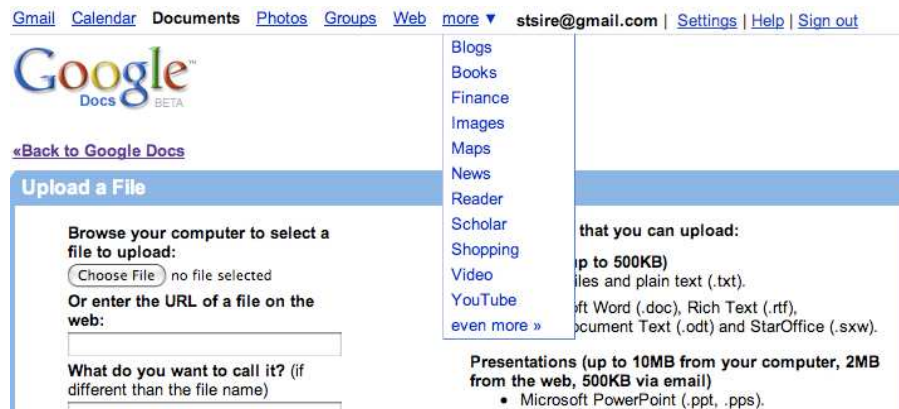 Gmail Calendar Documents Photos Groups Web more ▼ stsire@gmail.com | Settings | Help | Sign out
Blogs
Books
Finance
Images
Maps
News
Reader
Scholar
Shopping
Video
YouTube
even more »
Google™
Docs BETA
«Back to Google Docs
Upload a File
Browse your computer to select a
file to upload:
Choose File no file selected
Or enter the URL of a file on the
web:
What do you want to call it? (if
different than the file name)
that you can upload:
up to 500KB)
files and plain text (.txt).
Word (.doc), Rich Text (.rtf),
Text (.odt) and StarOffice (.sxw).
Presentations (up to 10MB from your computer, 2MB
from the web, 500KB via email)
• Microsoft PowerPoint (.ppt, .pps).